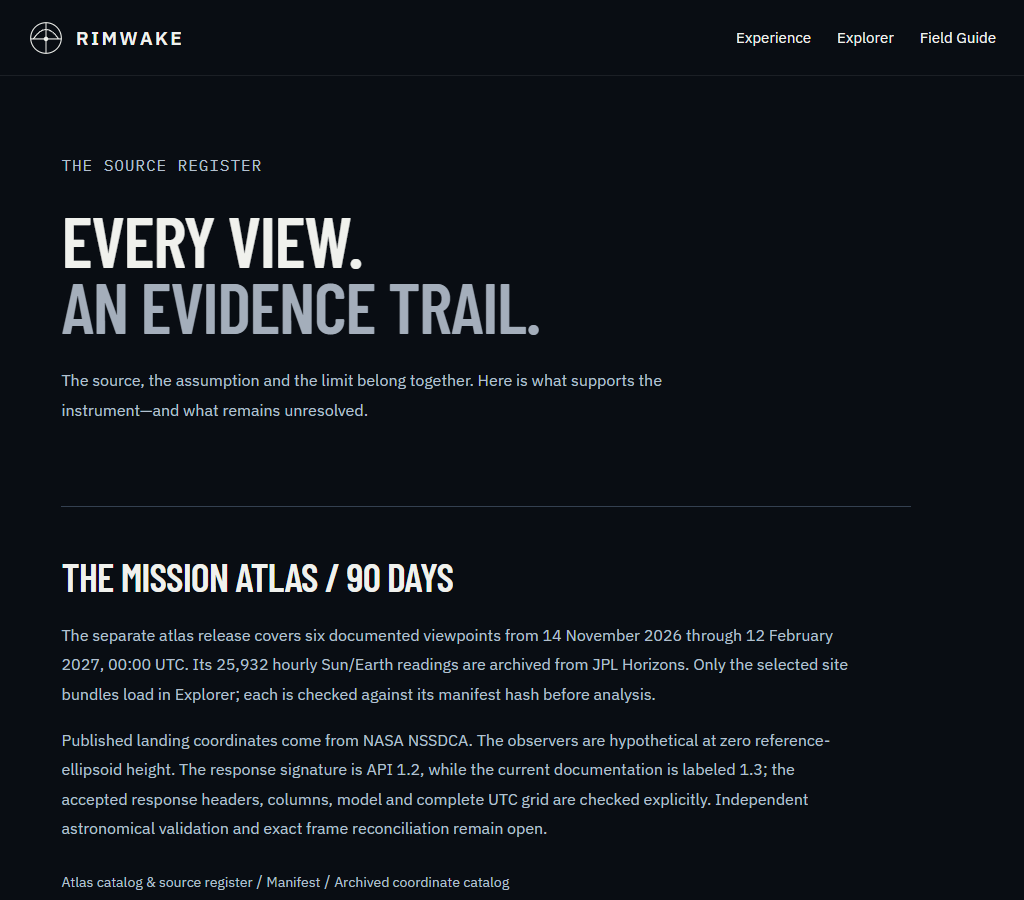 RIMWAKE
Experience Explorer Field Guide
THE SOURCE REGISTER
EVERY VIEW.
AN EVIDENCE TRAIL.
The source, the assumption and the limit belong together. Here is what supports the
instrument—and what remains unresolved.
THE MISSION ATLAS / 90 DAYS
The separate atlas release covers six documented viewpoints from 14 November 2026 through 12 February
2027, 00:00 UTC. Its 25,932 hourly Sun/Earth readings are archived from JPL Horizons. Only the selected site
bundles load in Explorer; each is checked against its manifest hash before analysis.
Published landing coordinates come from NASA NSSDCA. The observers are hypothetical at zero reference-
ellipsoid height. The response signature is API 1.2, while the current documentation is labeled 1.3; the
accepted response headers, columns, model and complete UTC grid are checked explicitly. Independent
astronomical validation and exact frame reconciliation remain open.
Atlas catalog & source register / Manifest / Archived coordinate catalog